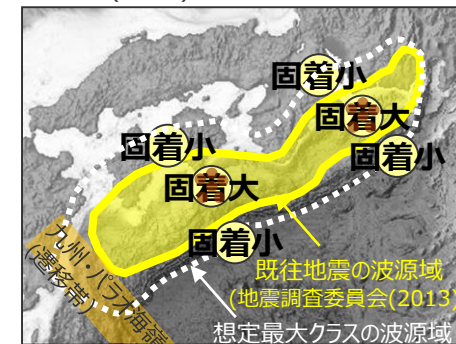 固着小
固着大
固着小
固着小
固着大
固着小
九州・パラオ海嶺
(遷移帯)
既往地震の波源域
(地震調査委員会(2013)
想定最大クラスの波源域